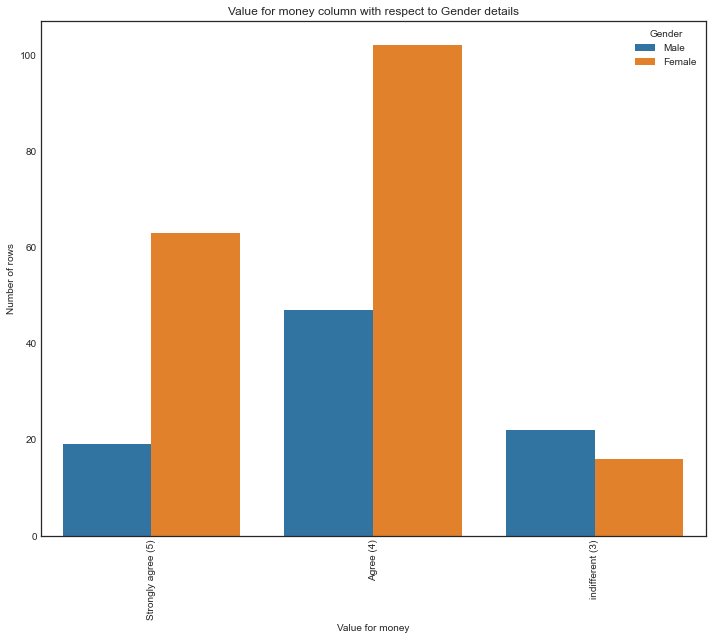 Value for money column with respect to Gender details
Gender
Male
Female
Number of rows
100
80
60
40
20
0
Strongly agree (5)
Agree (4)
indifferent (3)
Value for money